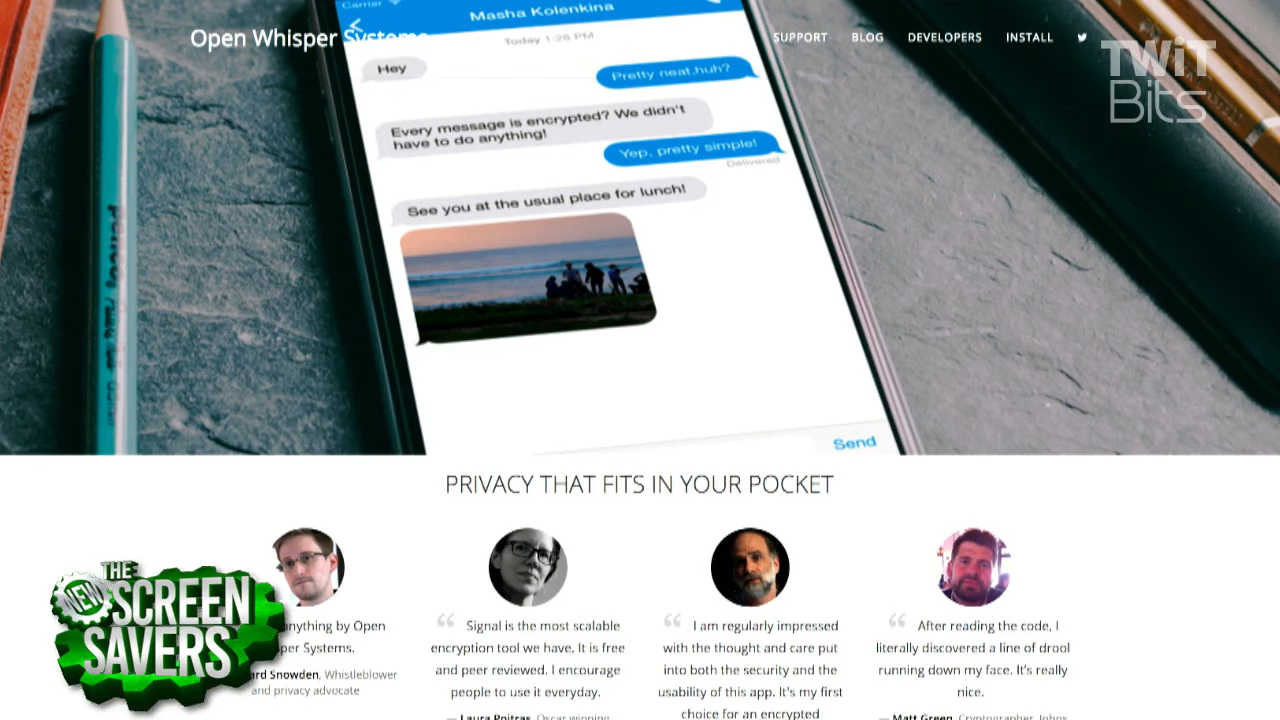 Carrier
Masha Kolenkina
Open Whisper Systems
SUPPORT BLOG DEVELOPERS INSTALL
TWiT
Bits
Today 1:28 PM
Hey
Pretty neat, huh?
Every message is encrypted? We didn't
have to do anything!
Yep, pretty simple!
Delivered
See you at the usual place for lunch!
Send
PRIVACY THAT FITS IN YOUR POCKET
THE
NEW
SCREEN
SAVERS
anything by Open
per Systems.
ard Snowden, Whistleblower
and privacy advocate
“ Signal is the most scalable
encryption tool we have. It is free
and peer reviewed. I encourage
people to use it everyday.
— Laura Poitras, Oscar winning
“ I am regularly impressed
with the thought and care put
into both the security and the
usability of this app. It's my first
choice for an encrypted
“ After reading the code, I
literally discovered a line of drool
running down my face. It's really
nice.
— Matt Green, Cryptographer, Johns